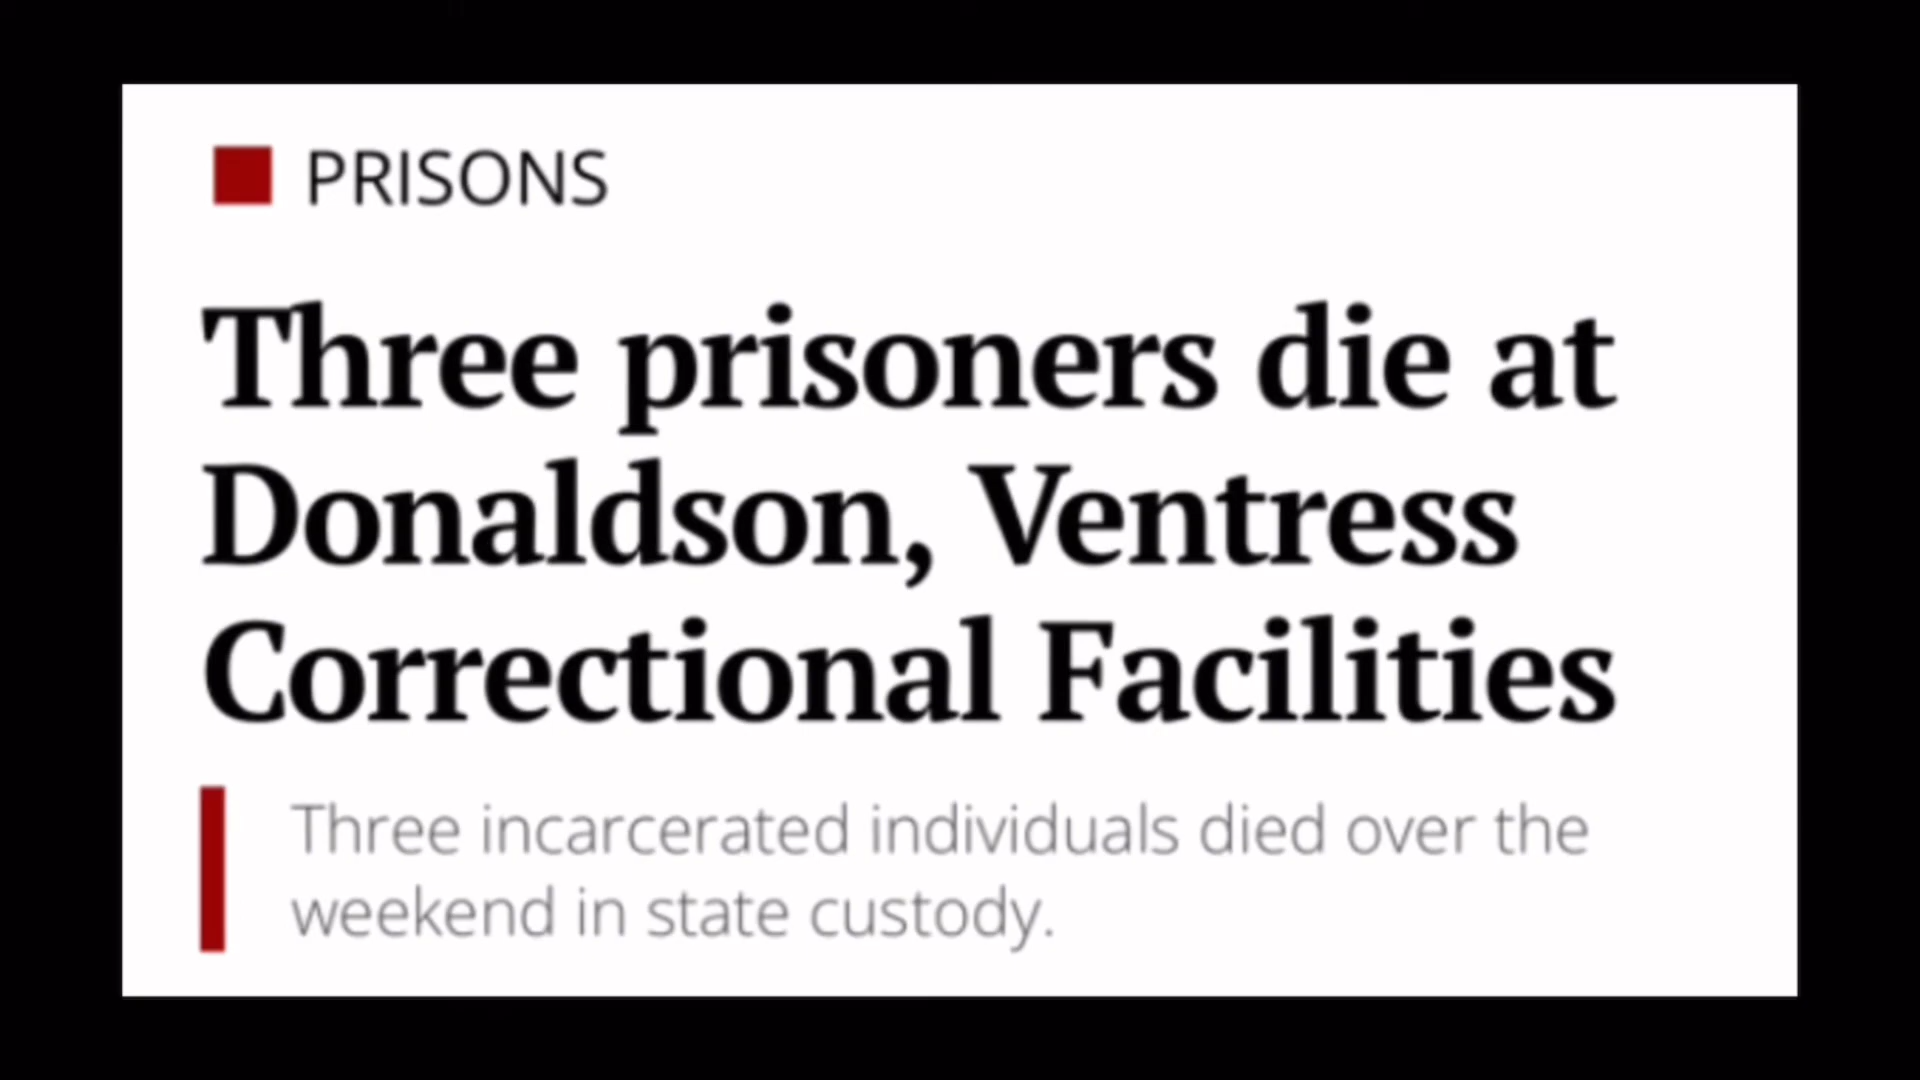 PRISONS
Three prisoners die at
Donaldson, Ventress
Correctional Facilities
Three incarcerated individuals died over the
weekend in state custody.